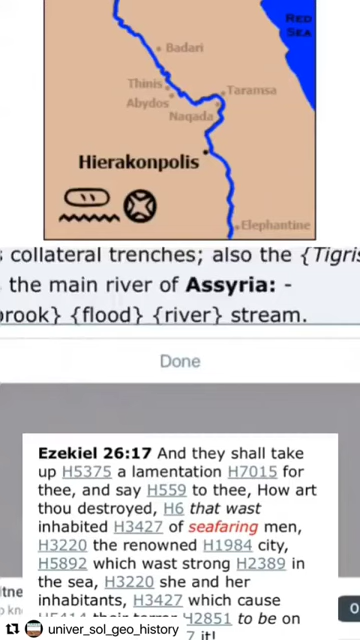 RED
SEA
Badari
Thinis
Taramsa
Abydos
Naqada
Hierakonpolis
Elephantine
s collateral trenches; also the {Tigris
s the main river of Assyria: -
brook} {flood} {river} stream.
Done
Ezekiel 26:17 And they shall take
up H5375 a lamentation H7015 for
thee, and say H559 to thee, How art
thou destroyed, H6 that wast
inhabited H3427 of seafaring men,
H3220 the renowned H1984 city,
H5892 which wast strong H2389 in
the sea, H3220 she and her
inhabitants, H3427 which cause
their terror H2851 to be on
it!
univer_sol_geo_history